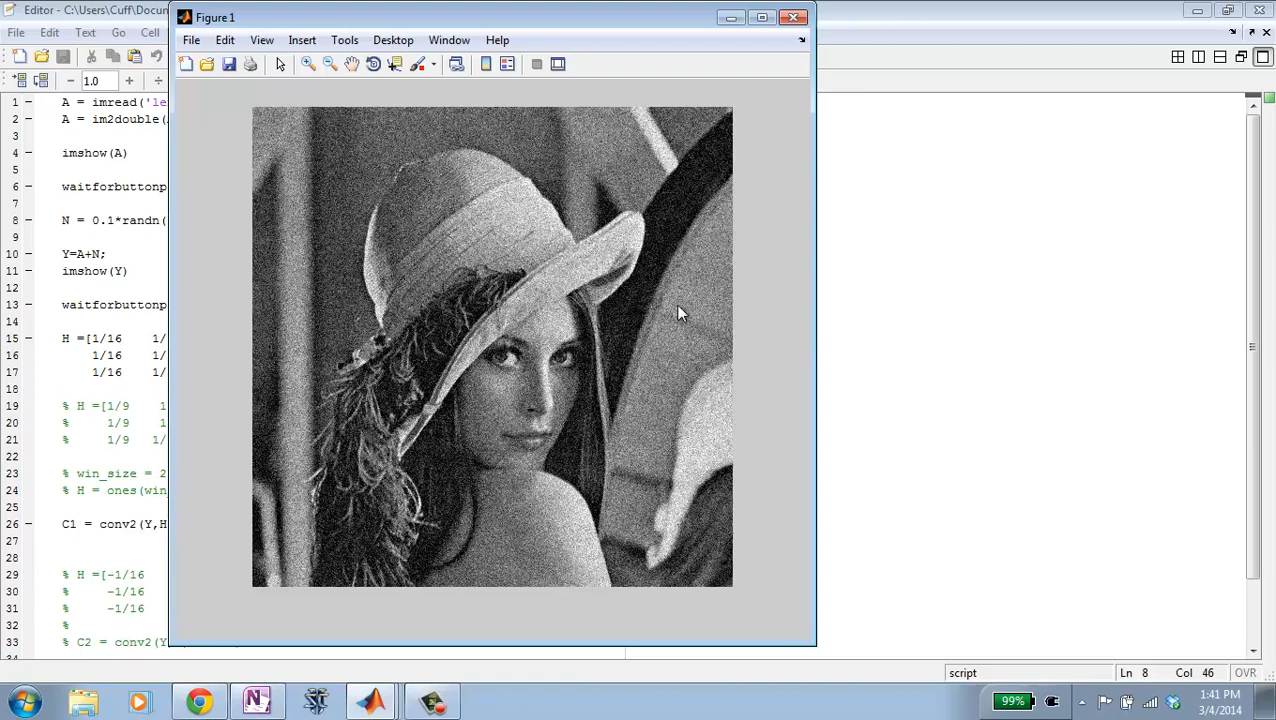 Editor - C:\Users\Cuff\Docun
Figure 1
File Edit Text Go Cell
File Edit View Insert Tools Desktop Window Help
1.0
1 A = imread('le
2 A = im2double(
3
4 imshow(A)
5
6 waitforbuttonp
7
8 N = 0.1*randn(
9
10 Y=A+N;
11 imshow(Y)
12
13 waitforbuttonp
14
15 H =[1/16 1/
16 1/16 1/
17 1/16 1/
18
19 % H =[1/9 1
20 % 1/9 1
21 % 1/9 1/
22
23 % win_size = 2
24 % H = ones(win_
25
26 C1 = conv2(Y,H
27
28
29 % H =[-1/16
30 % -1/16
31 % -1/16
32 %
33 % C2 = conv2(Y
script Ln 8 Col 46 OVR
99% 1:41 PM
3/4/2014